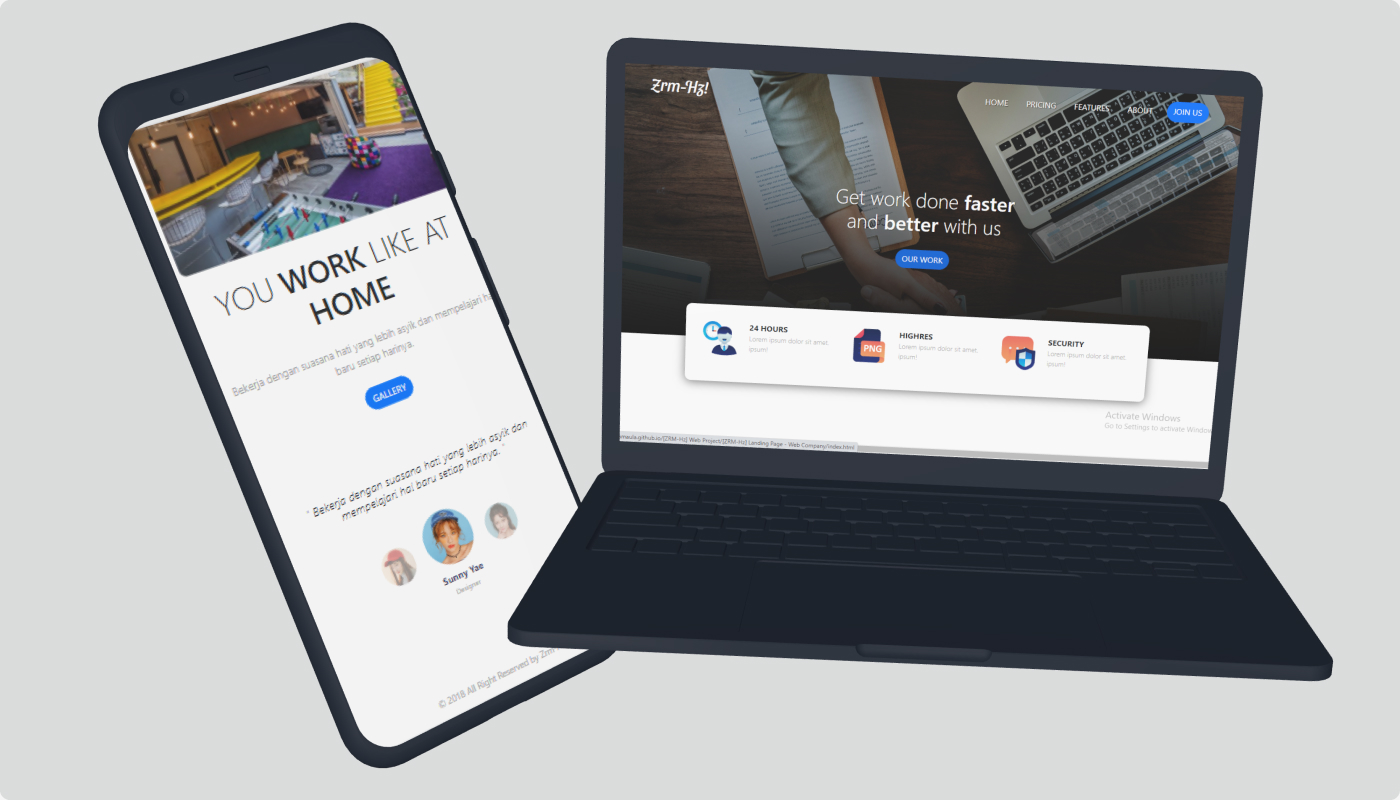 YOU WORK LIKE AT
HOME
Bekerja dengan suasana hati yang lebih asyik dan mempelajari
baru setiap harinya.
GALLERY
" Bekerja dengan suasana hati yang lebih asyik dan
mempelajari hal baru setiap harinya."
Sunny Yae
Designer
© 2018 All Right Reserved by
Zrm-Hz!
HOME PRICING FEATURES ABOUT JOIN US
Get work done faster
and better with us
OUR WORK
24 HOURS
Lorem ipsum dolor sit amet.
Ipsum!
PNG
HIGHRES
Lorem ipsum dolor sit amet.
Ipsum!
SECURITY
Lorem ipsum dolor sit amet.
Ipsum!
Activate Windows
Go to Settings to activate Window
maula.github.io/[ZRM-Hz] Web Project/[ZRM-Hz] Landing Page - Web Company/index.html